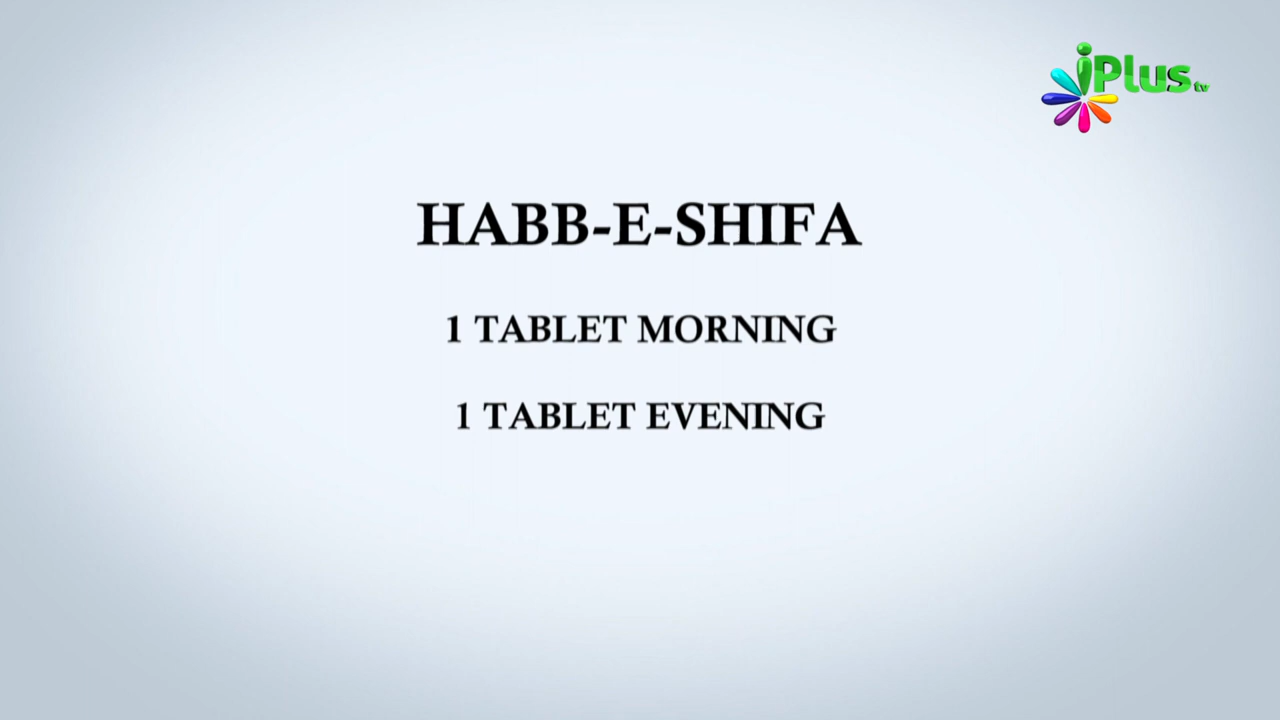 iPlus tv
HABB-E-SHIFA
1 TABLET MORNING
1 TABLET EVENING